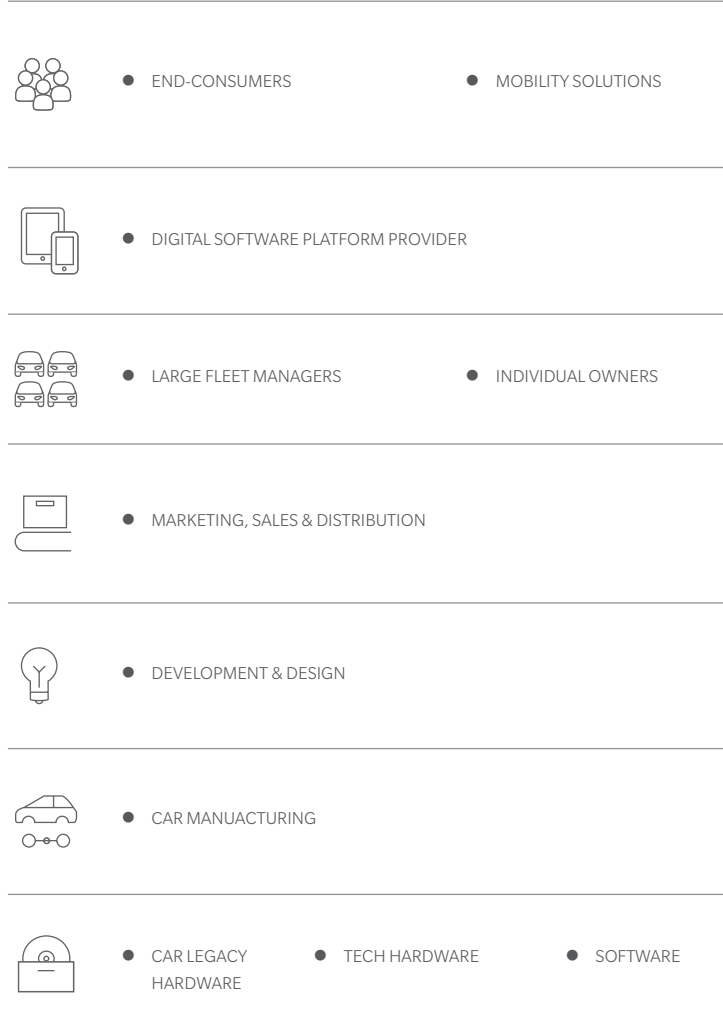 END-CONSUMERS
MOBILITY SOLUTIONS
DIGITAL SOFTWARE PLATFORM PROVIDER
LARGE FLEET MANAGERS
INDIVIDUAL OWNERS
MARKETING, SALES & DISTRIBUTION
DEVELOPMENT & DESIGN
CAR MANUACTURING
CAR LEGACY
HARDWARE
TECH HARDWARE
SOFTWARE